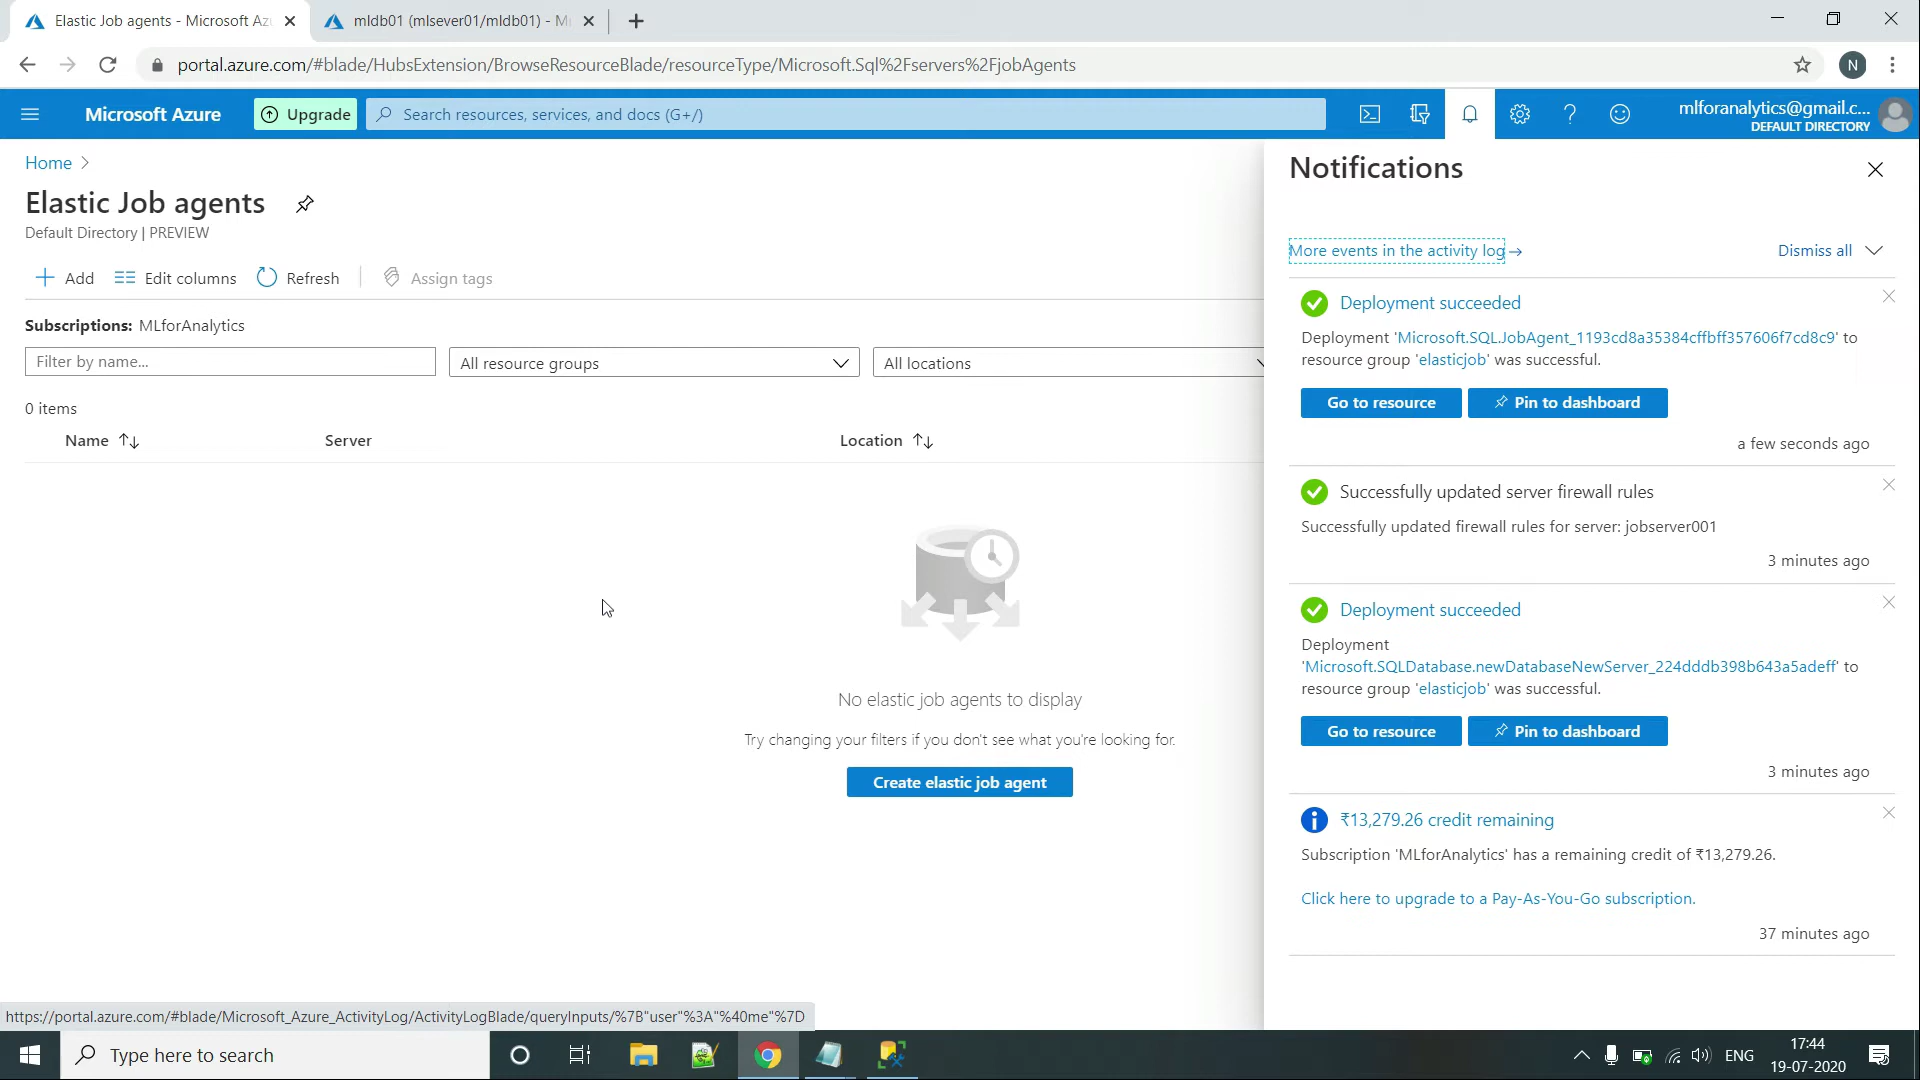 Elastic Job agents - Microsoft Az
mldb01 (mlsever01/mldb01) - M
portal.azure.com/#blade/HubsExtension/BrowseResourceBlade/resourceType/Microsoft.Sql%2Fservers%2FjobAgents
N
Microsoft Azure
Upgrade
Search resources, services, and docs (G+/)
mlforanalytics@gmail.c...
DEFAULT DIRECTORY
Home
Elastic Job agents
Default Directory | PREVIEW
Add
Edit columns
Refresh
Assign tags
Subscriptions: MLforAnalytics
Filter by name...
All resource groups
All locations
0 items
Name
Server
Location
No elastic job agents to display
Try changing your filters if you don't see what you're looking for.
Create elastic job agent
Notifications
More events in the activity log →
Dismiss all
Deployment succeeded
Deployment 'Microsoft.SQL.JobAgent_1193cd8a35384cffbff357606f7cd8c9' to
resource group 'elasticjob' was successful.
Go to resource
Pin to dashboard
a few seconds ago
Successfully updated server firewall rules
Successfully updated firewall rules for server: jobserver001
3 minutes ago
Deployment succeeded
Deployment
'Microsoft.SQLDatabase.newDatabaseNewServer_224dddb398b643a5adeff' to
resource group 'elasticjob' was successful.
Go to resource
Pin to dashboard
3 minutes ago
₹13,279.26 credit remaining
Subscription 'MLforAnalytics' has a remaining credit of ₹13,279.26.
Click here to upgrade to a Pay-As-You-Go subscription.
37 minutes ago
https://portal.azure.com/#blade/Microsoft_Azure_ActivityLog/ActivityLogBlade/queryInputs/%7B"user"%3A"%40me"%7D
Type here to search
ENG
17:44
19-07-2020